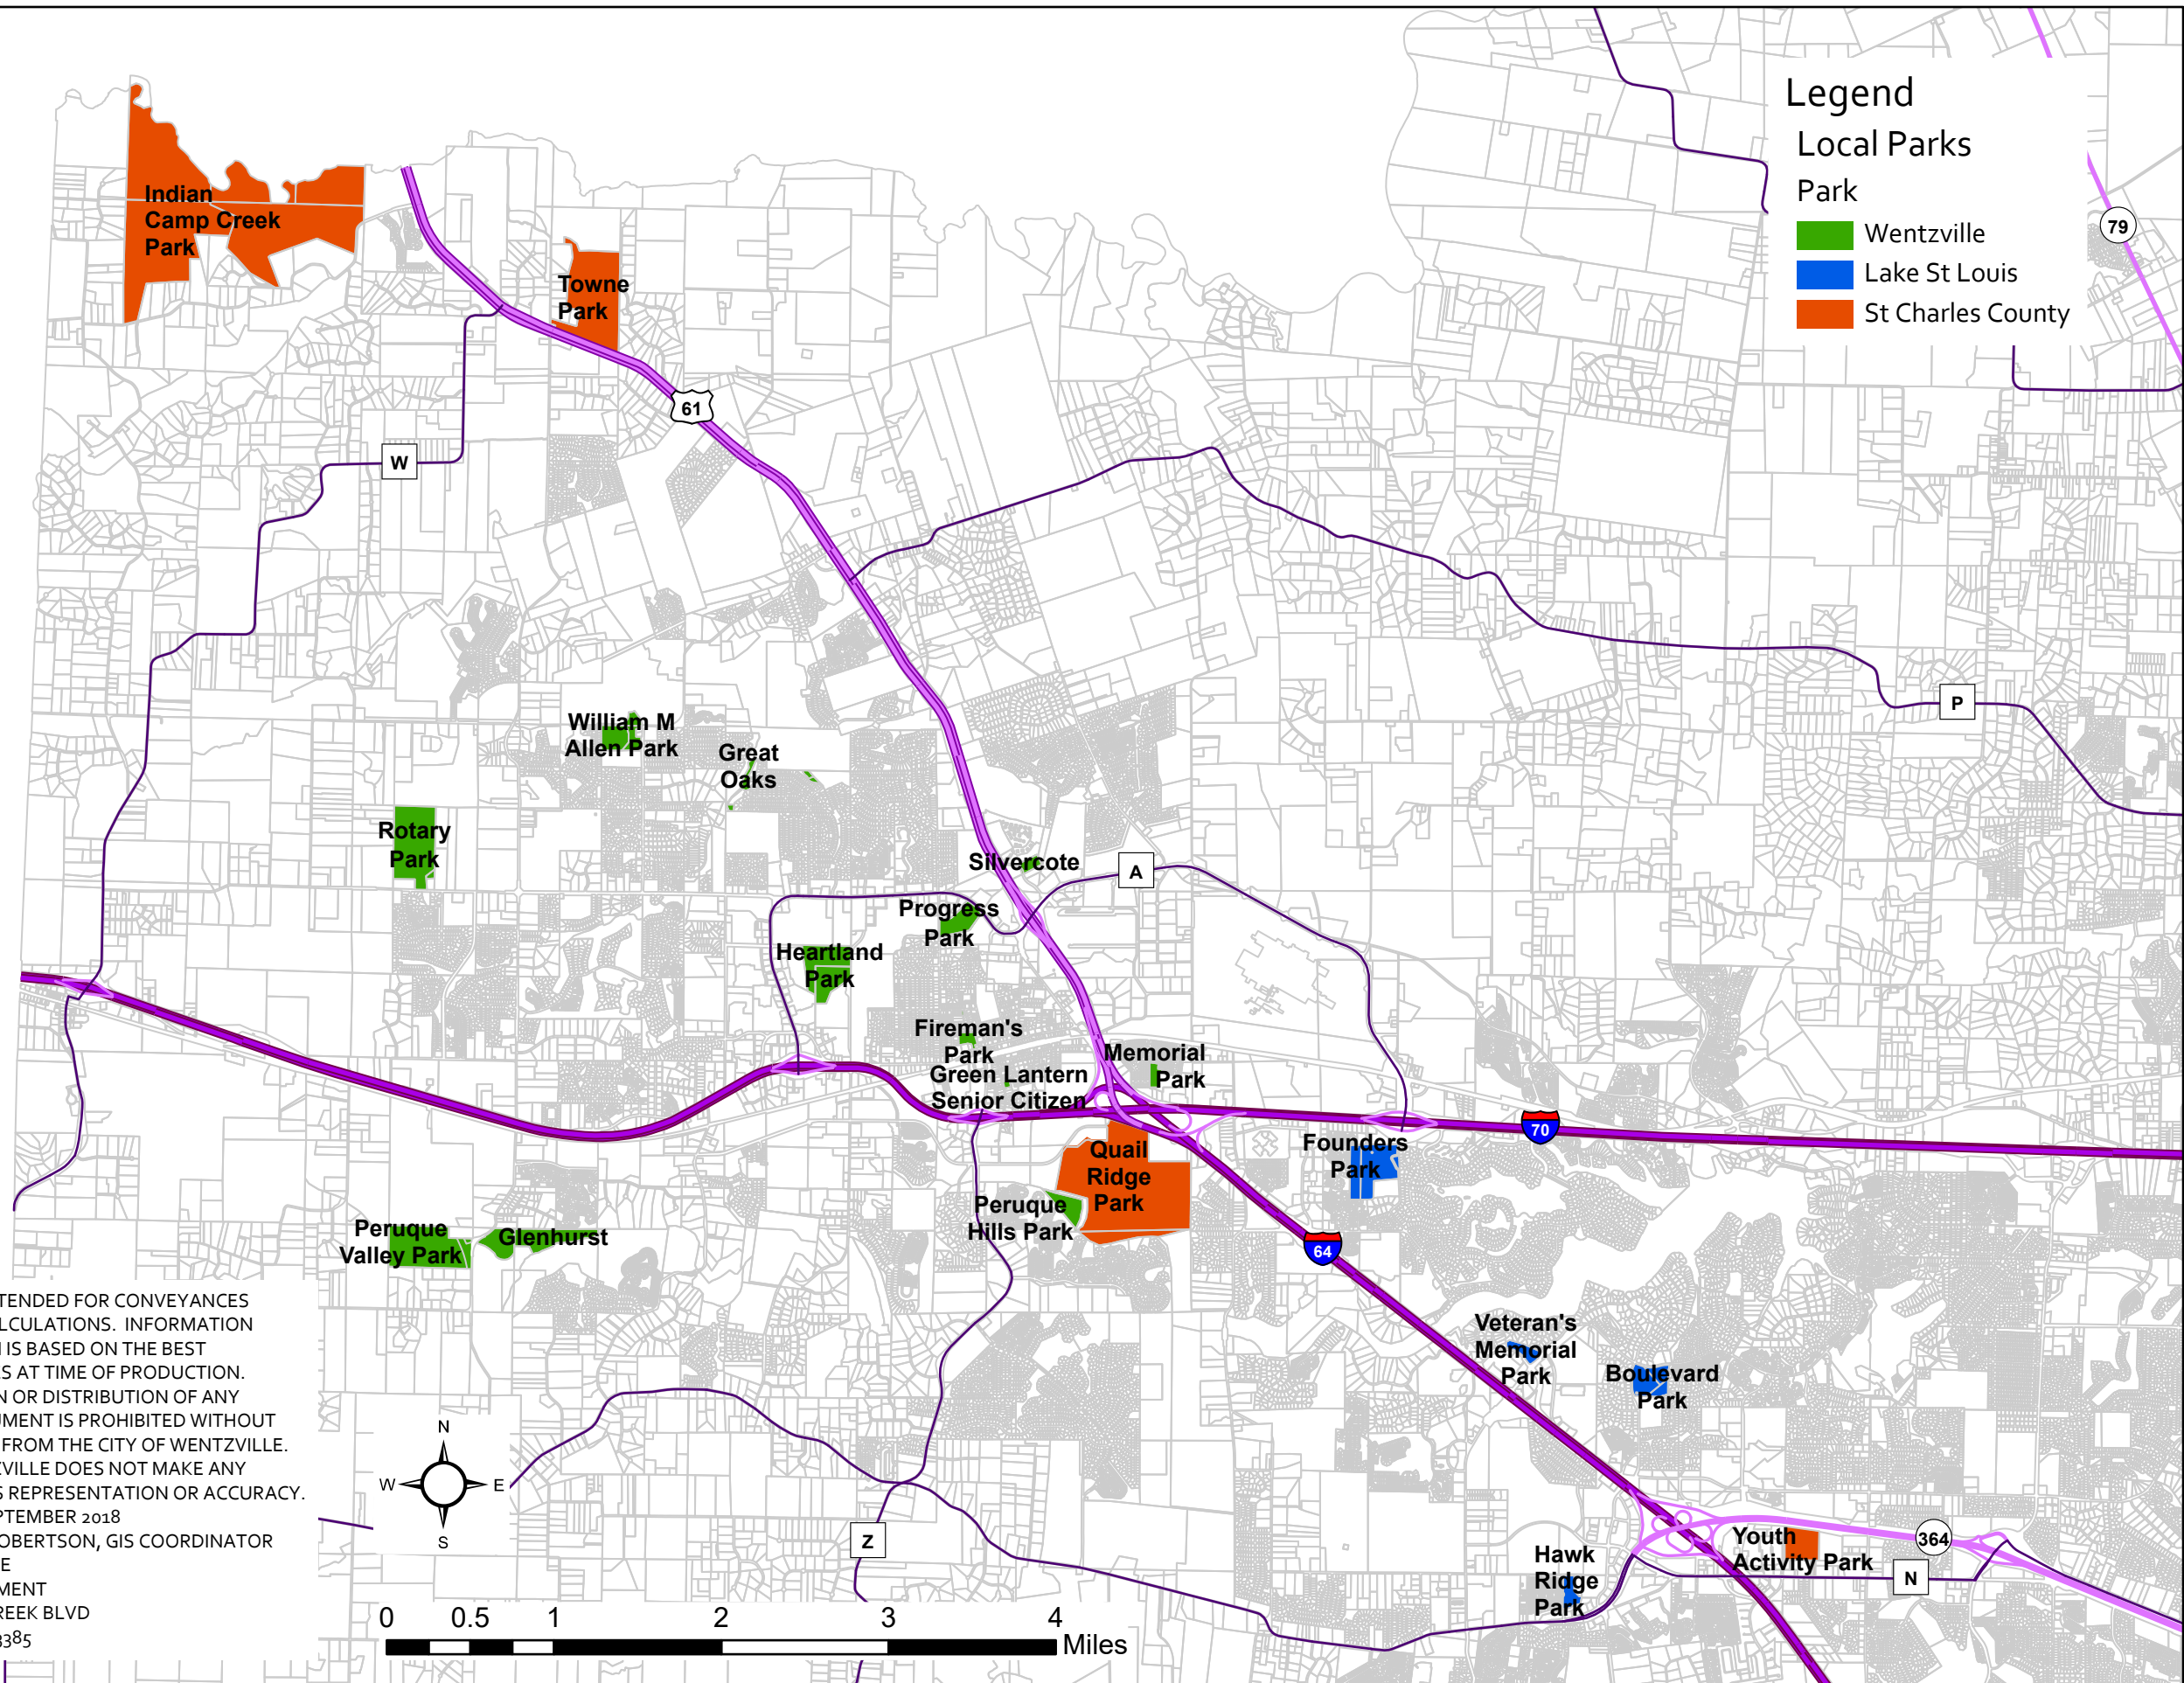 Legend
Local Parks
Park
Wentzville
Lake St Louis
St Charles County
79
Indian
Camp Creek
Park
Towne
Park
61
W
P
William M
Allen Park
Great
Oaks
Rotary
Park
Silvercote
A
Progress
Park
Heartland
Park
Fireman's
Park
Memorial
Park
Green Lantern
Senior Citizen
70
Founders
Park
Quail
Ridge
Park
Peruque
Hills Park
Peruque
Valley Park
Glenhurst
64
Veteran's
Memorial
Park
Boulevard
Park
TENDED FOR CONVEYANCES
LCULATIONS. INFORMATION
IS BASED ON THE BEST
S AT TIME OF PRODUCTION.
N OR DISTRIBUTION OF ANY
UMENT IS PROHIBITED WITHOUT
FROM THE CITY OF WENTZVILLE.
VILLE DOES NOT MAKE ANY
S REPRESENTATION OR ACCURACY.
PTEMBER 2018
OBERTSON, GIS COORDINATOR
E
MENT
REEK BLVD
3385
N
W E
S
Z
Youth
Activity Park
364
N
Hawk
Ridge
Park
0 0.5 1 2 3 4
Miles